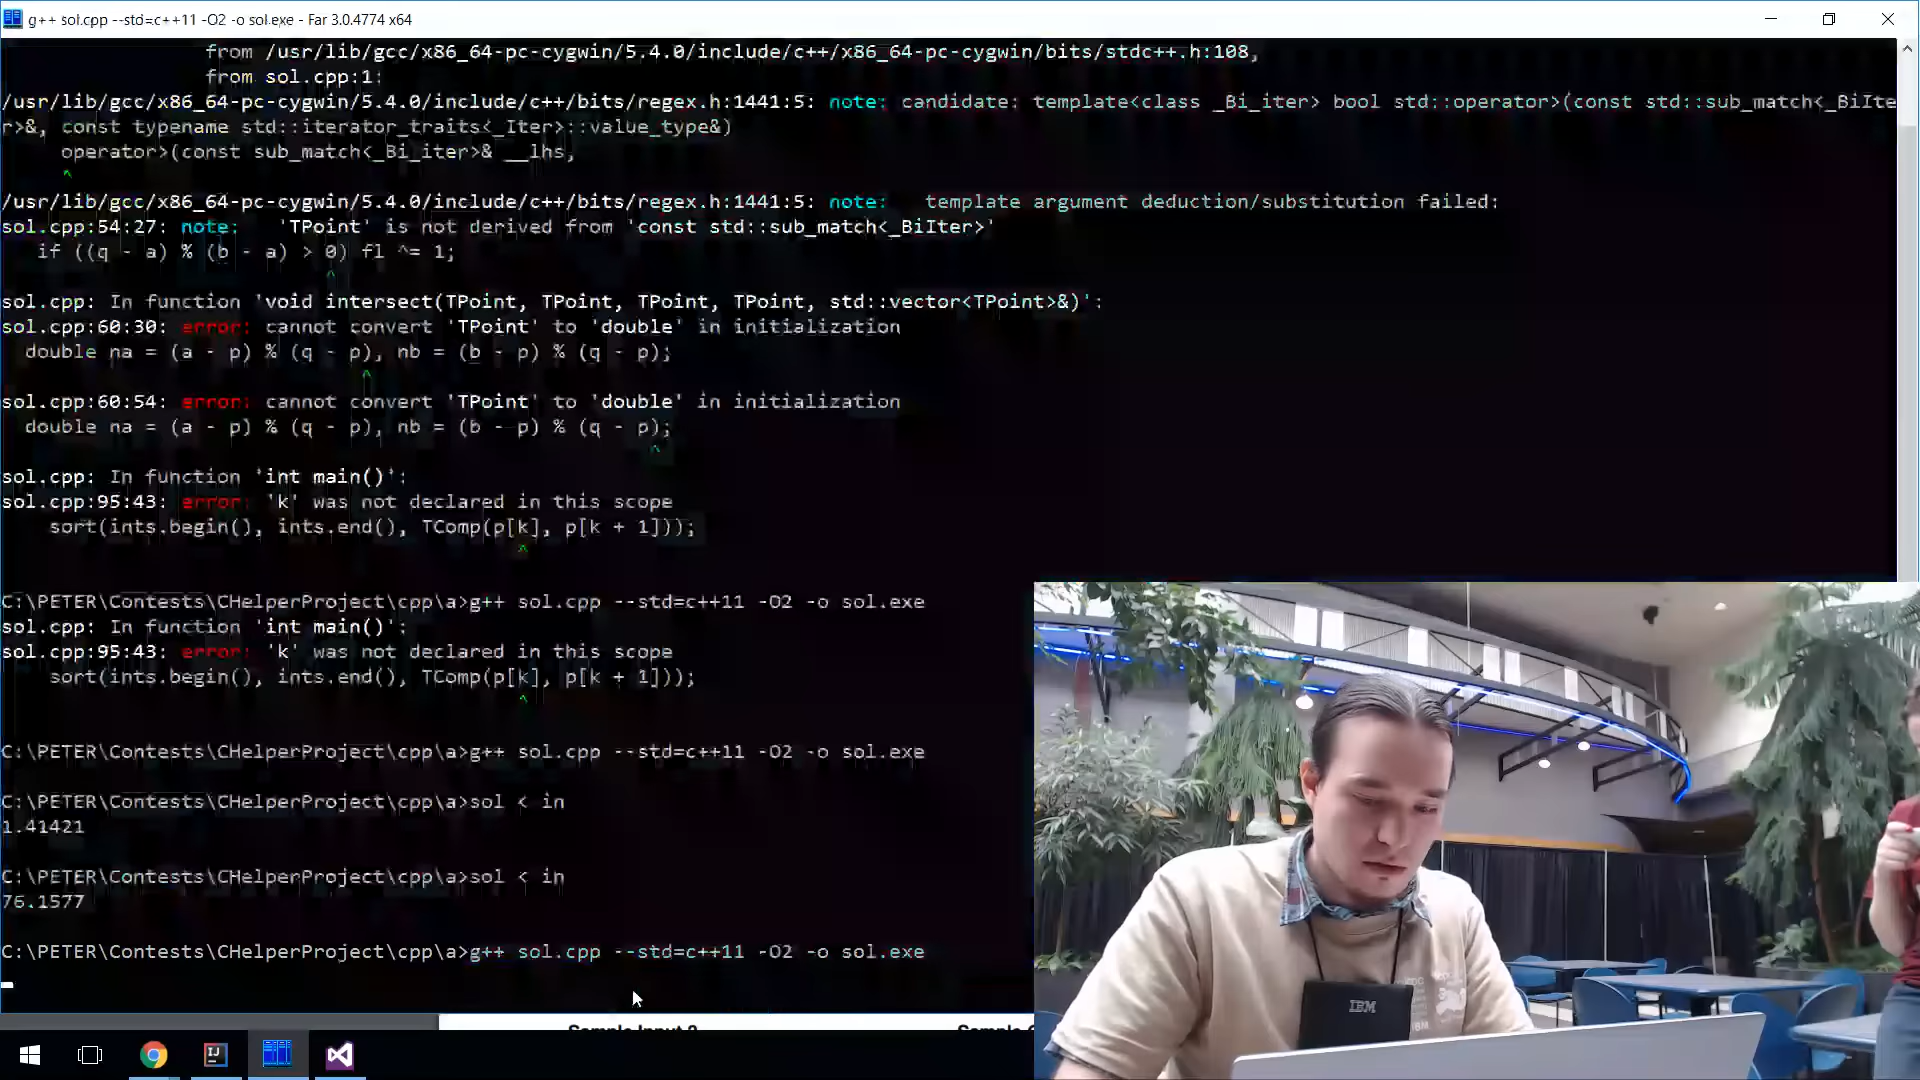 g++ sol.cpp --std=c++11 -O2 -o sol.exe - Far 3.0.4774 x64
from /usr/lib/gcc/x86_64-pc-cygwin/5.4.0/include/c++/x86_64-pc-cygwin/bits/stdc++.h:108,
from sol.cpp:1:
/usr/lib/gcc/x86_64-pc-cygwin/5.4.0/include/c++/bits/regex.h:1441:5: note: candidate: template<class _Bi_iter> bool std::operator>(const std::sub_match<_BiIte
r>&, const typename std::iterator_traits<_Iter>::value_type&)
operator>(const sub_match<_Bi_iter>& __lhs,
^
/usr/lib/gcc/x86_64-pc-cygwin/5.4.0/include/c++/bits/regex.h:1441:5: note:   template argument deduction/substitution failed:
sol.cpp:54:27: note:   'TPoint' is not derived from 'const std::sub_match<_BiIter>'
if ((q - a) % (b - a) > 0) fl ^= 1;
^
sol.cpp: In function 'void intersect(TPoint, TPoint, TPoint, TPoint, std::vector<TPoint>&)':
sol.cpp:60:30: error: cannot convert 'TPoint' to 'double' in initialization
double na = (a - p) % (q - p), nb = (b - p) % (q - p);
^
sol.cpp:60:54: error: cannot convert 'TPoint' to 'double' in initialization
double na = (a - p) % (q - p), nb = (b - p) % (q - p);
^
sol.cpp: In function 'int main()':
sol.cpp:95:43: error: 'k' was not declared in this scope
sort(ints.begin(), ints.end(), TComp(p[k], p[k + 1]));
^
C:\PETER\Contests\CHelperProject\cpp\a>g++ sol.cpp --std=c++11 -O2 -o sol.exe
sol.cpp: In function 'int main()':
sol.cpp:95:43: error: 'k' was not declared in this scope
sort(ints.begin(), ints.end(), TComp(p[k], p[k + 1]));
^
C:\PETER\Contests\CHelperProject\cpp\a>g++ sol.cpp --std=c++11 -O2 -o sol.exe
C:\PETER\Contests\CHelperProject\cpp\a>sol < in
1.41421
C:\PETER\Contests\CHelperProject\cpp\a>sol < in
76.1577
C:\PETER\Contests\CHelperProject\cpp\a>g++ sol.cpp --std=c++11 -O2 -o sol.exe
IBM
Sample Input 2